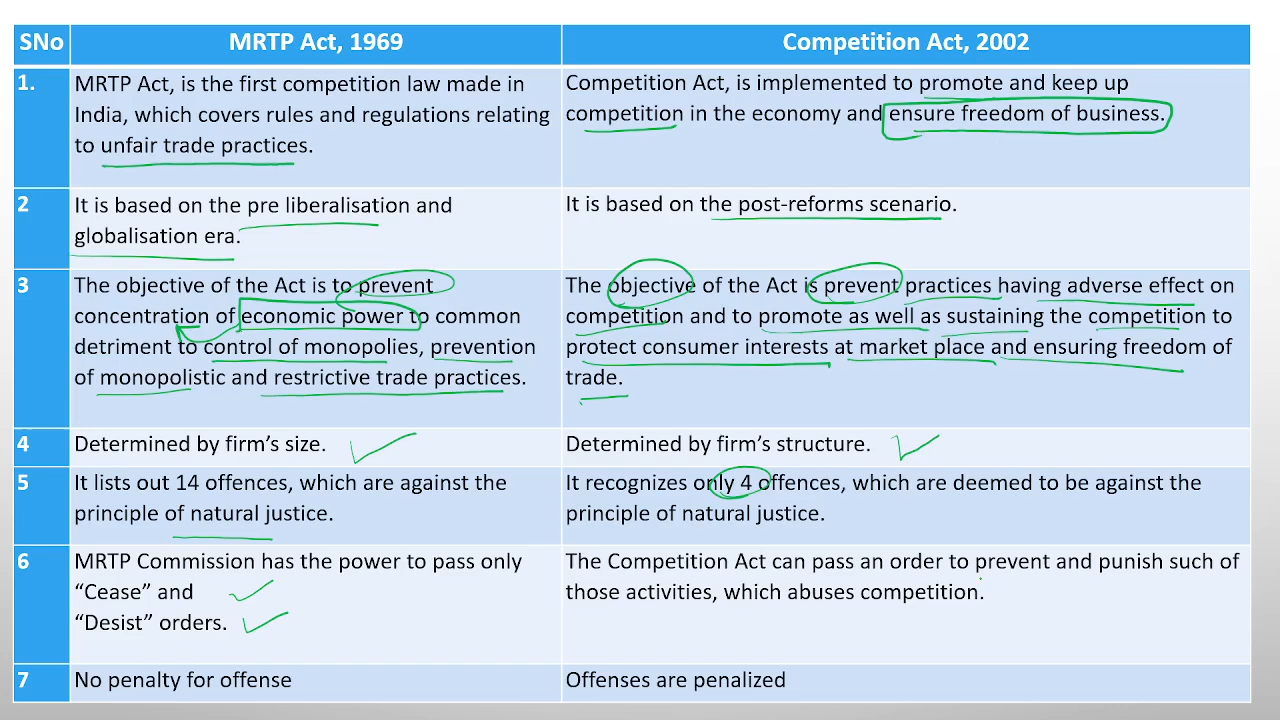 SNo MRTP Act, 1969 Competition Act, 2002
1. MRTP Act, is the first competition law made in
India, which covers rules and regulations relating
to unfair trade practices.
Competition Act, is implemented to promote and keep up
competition in the economy and ensure freedom of business.
2 It is based on the pre liberalisation and
globalisation era.
It is based on the post-reforms scenario.
3 The objective of the Act is to prevent
concentration of economic power to common
detriment to control of monopolies, prevention
of monopolistic and restrictive trade practices.
The objective of the Act is prevent practices having adverse effect on
competition and to promote as well as sustaining the competition to
protect consumer interests at market place and ensuring freedom of
trade.
4 Determined by firm’s size. Determined by firm’s structure.
5 It lists out 14 offences, which are against the
principle of natural justice.
It recognizes only 4 offences, which are deemed to be against the
principle of natural justice.
6 MRTP Commission has the power to pass only
“Cease” and
“Desist” orders.
The Competition Act can pass an order to prevent and punish such of
those activities, which abuses competition.
7 No penalty for offense Offenses are penalized